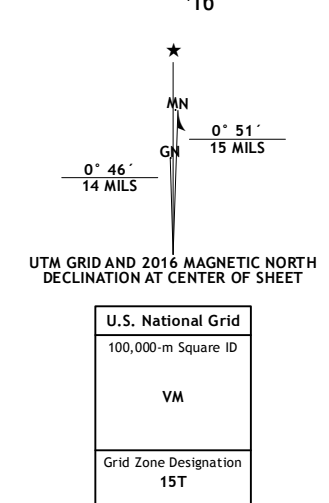 '16
★
MN
0° 51´
15 MILS
GN
0° 46´
14 MILS
UTM GRID AND 2016 MAGNETIC NORTH
DECLINATION AT CENTER OF SHEET
U.S. National Grid
100,000-m Square ID
VM
Grid Zone Designation
15T